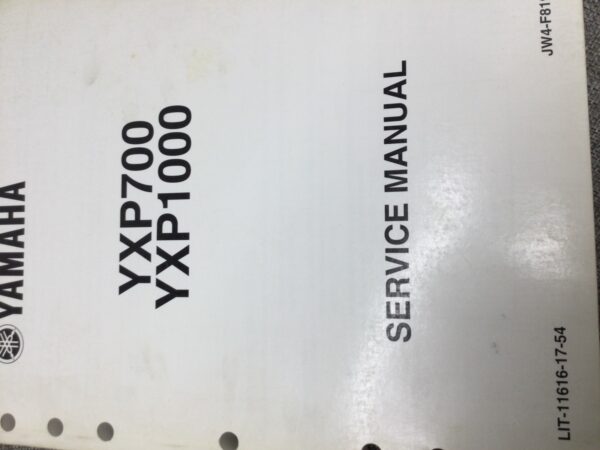 YAMAHA
YXP700
YXP1000
SERVICE MANUAL
LIT-11616-17-54